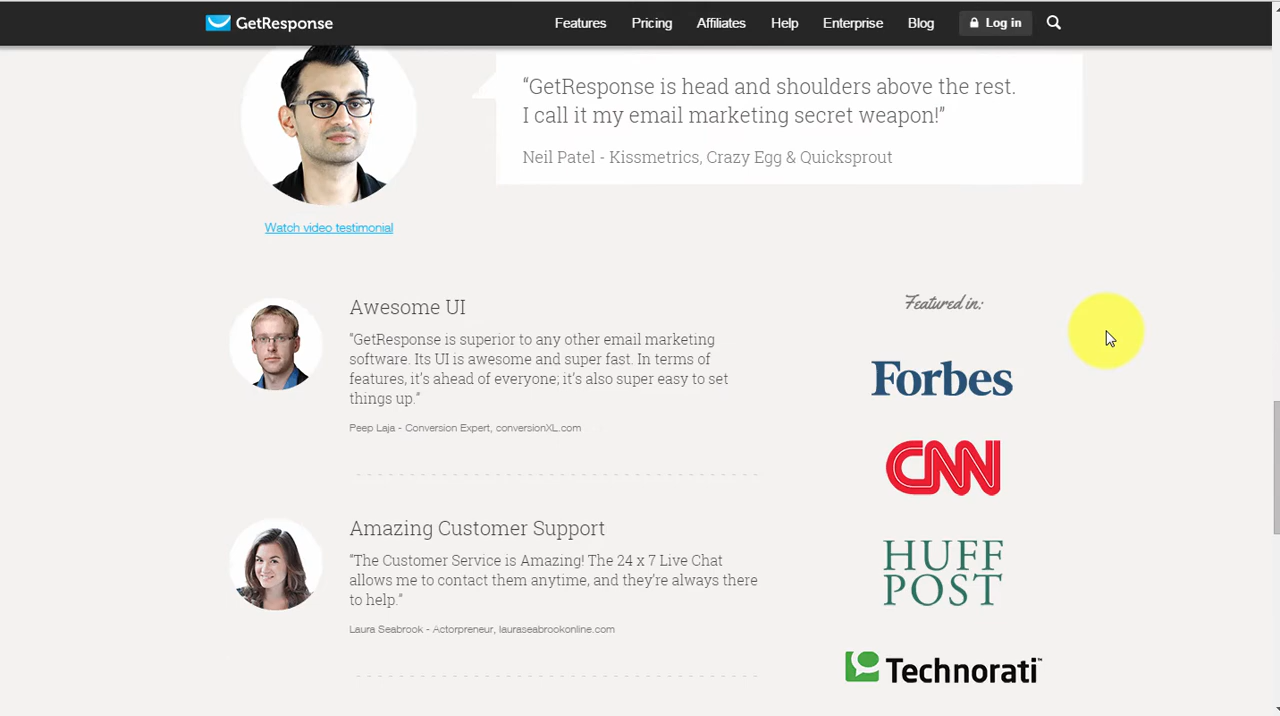 GetResponse
Features Pricing Affiliates Help Enterprise Blog Log in
“GetResponse is head and shoulders above the rest.
I call it my email marketing secret weapon!”
Neil Patel - Kissmetrics, Crazy Egg & Quicksprout
Watch video testimonial
Awesome UI
“GetResponse is superior to any other email marketing
software. Its UI is awesome and super fast. In terms of
features, it’s ahead of everyone; it’s also super easy to set
things up.”
Peep Laja - Conversion Expert, conversionXL.com
Amazing Customer Support
“The Customer Service is Amazing! The 24 x 7 Live Chat
allows me to contact them anytime, and they’re always there
to help.”
Laura Seabrook - Actorpreneur, lauraseabrookonline.com
Featured in:
Forbes
CNN
HUFF
POST
Technorati™